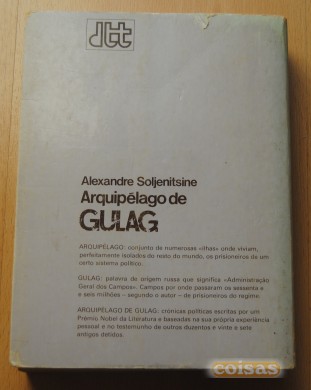 Alexandre Soljenitsine
Arquipélago de
GULAG
ARQUIPÉLAGO: conjunto de numerosas «ilhas» onde viviam,
perfeitamente isolados do resto do mundo, os prisioneiros de um
certo sistema político.
GULAG: palavra de origem russa que significa «Administração
Geral dos Campos». Campos por onde passaram os sessenta e
e seis milhões – segundo o autor – de prisioneiros do regime.
ARQUIPÉLAGO DE GULAG: crónicas políticas escritas por um
Prémio Nobel da Literatura e baseadas na sua própria experiência
pessoal e no testemunho de outros duzentos e vinte e sete
antigos detidos.
coisas